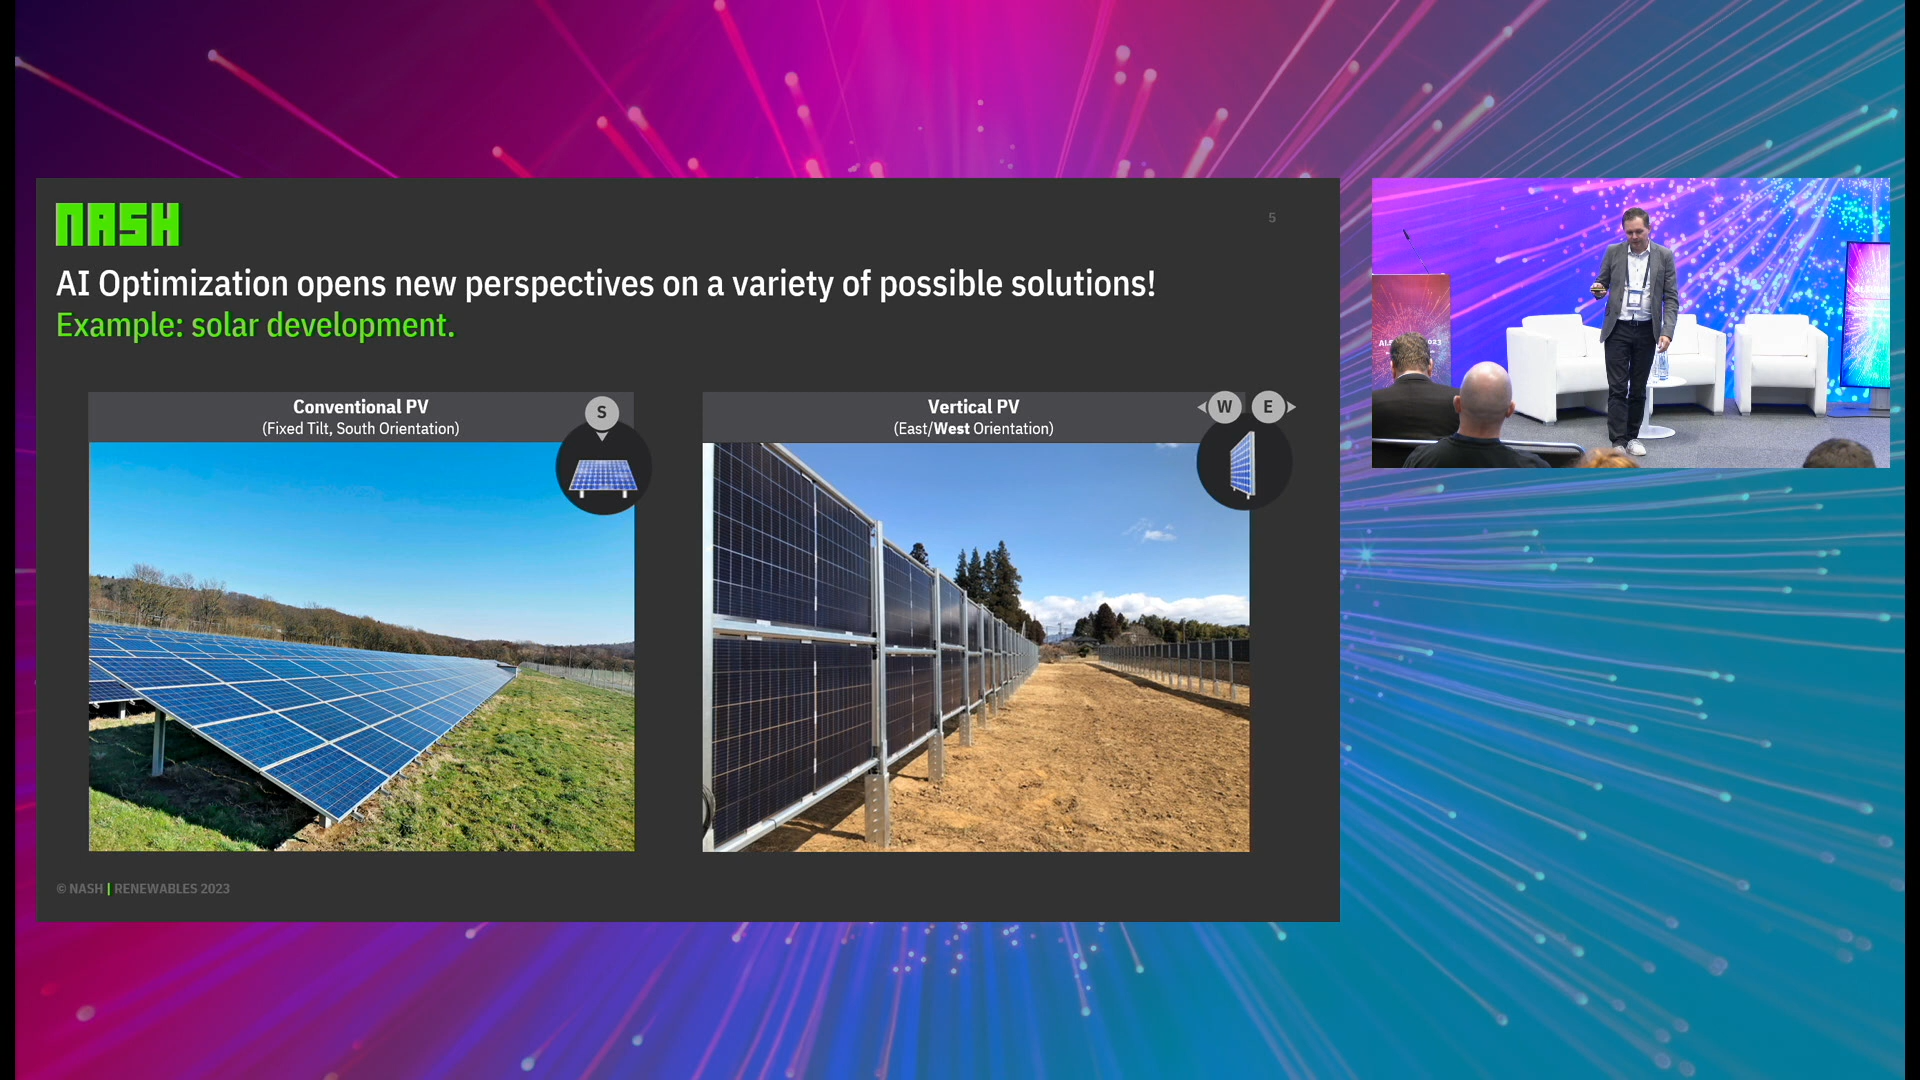 NASH
5
AI Optimization opens new perspectives on a variety of possible solutions!
Example: solar development.
Conventional PV
(Fixed Tilt, South Orientation)
S
Vertical PV
(East/West Orientation)
W
E
© NASH | RENEWABLES 2023